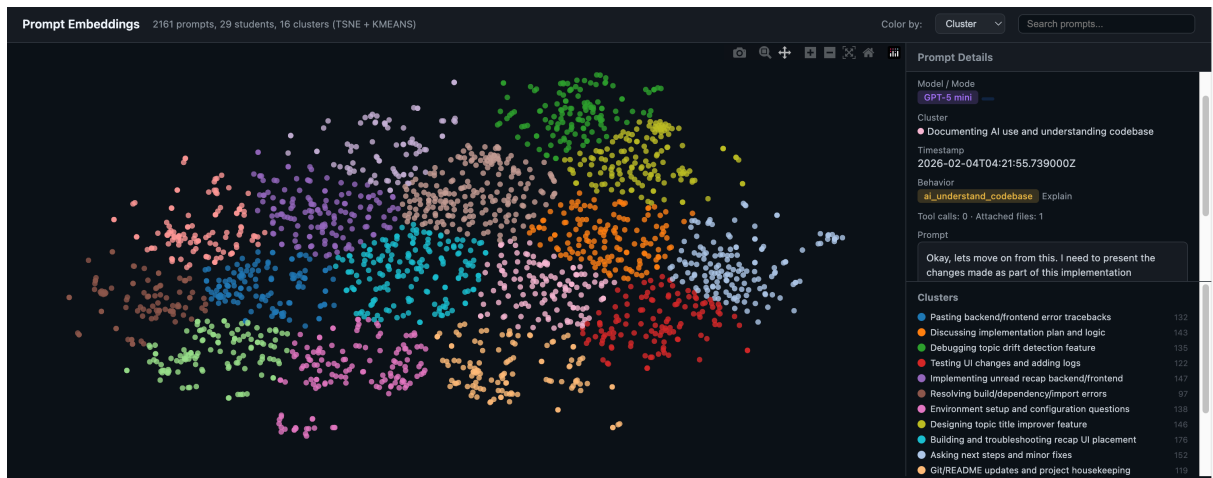 Prompt Embeddings 2161 prompts, 29 students, 16 clusters (TSNE + KMEANS) Color by: Cluster Search prompts...
Prompt Details
Model / Mode
GPT-5 mini
Cluster
Documenting AI use and understanding codebase
Timestamp
2026-02-04T04:21:55.739000Z
Behavior
ai_understand_codebase Explain
Tool calls: 0 · Attached files: 1
Prompt
Okay, lets move on from this. I need to present the
changes made as part of this implementation
Clusters
Pasting backend/frontend error tracebacks 132
Discussing implementation plan and logic 143
Debugging topic drift detection feature 135
Testing UI changes and adding logs 122
Implementing unread recap backend/frontend 147
Resolving build/dependency/import errors 97
Environment setup and configuration questions 138
Designing topic title improver feature 146
Building and troubleshooting recap UI placement 176
Asking next steps and minor fixes 152
Git/README updates and project housekeeping 119